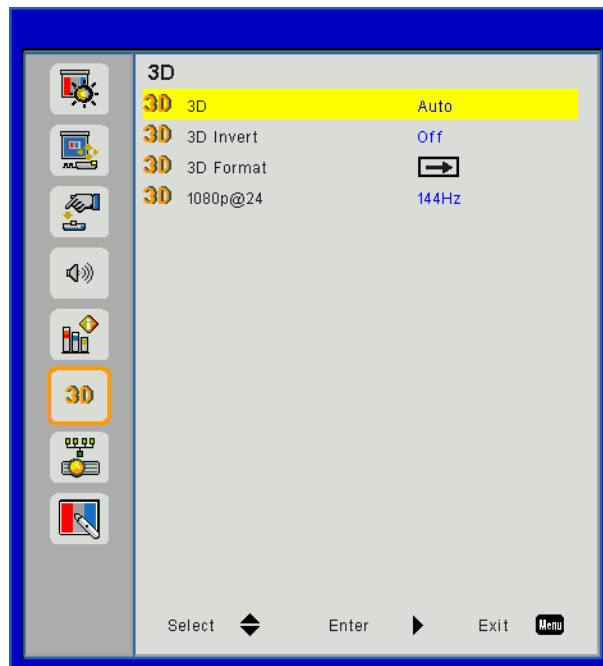 3D
3D 3D Auto
3D 3D Invert Off
3D 3D Format
3D 1080p@24 144Hz
3D
Select Enter Exit Menu